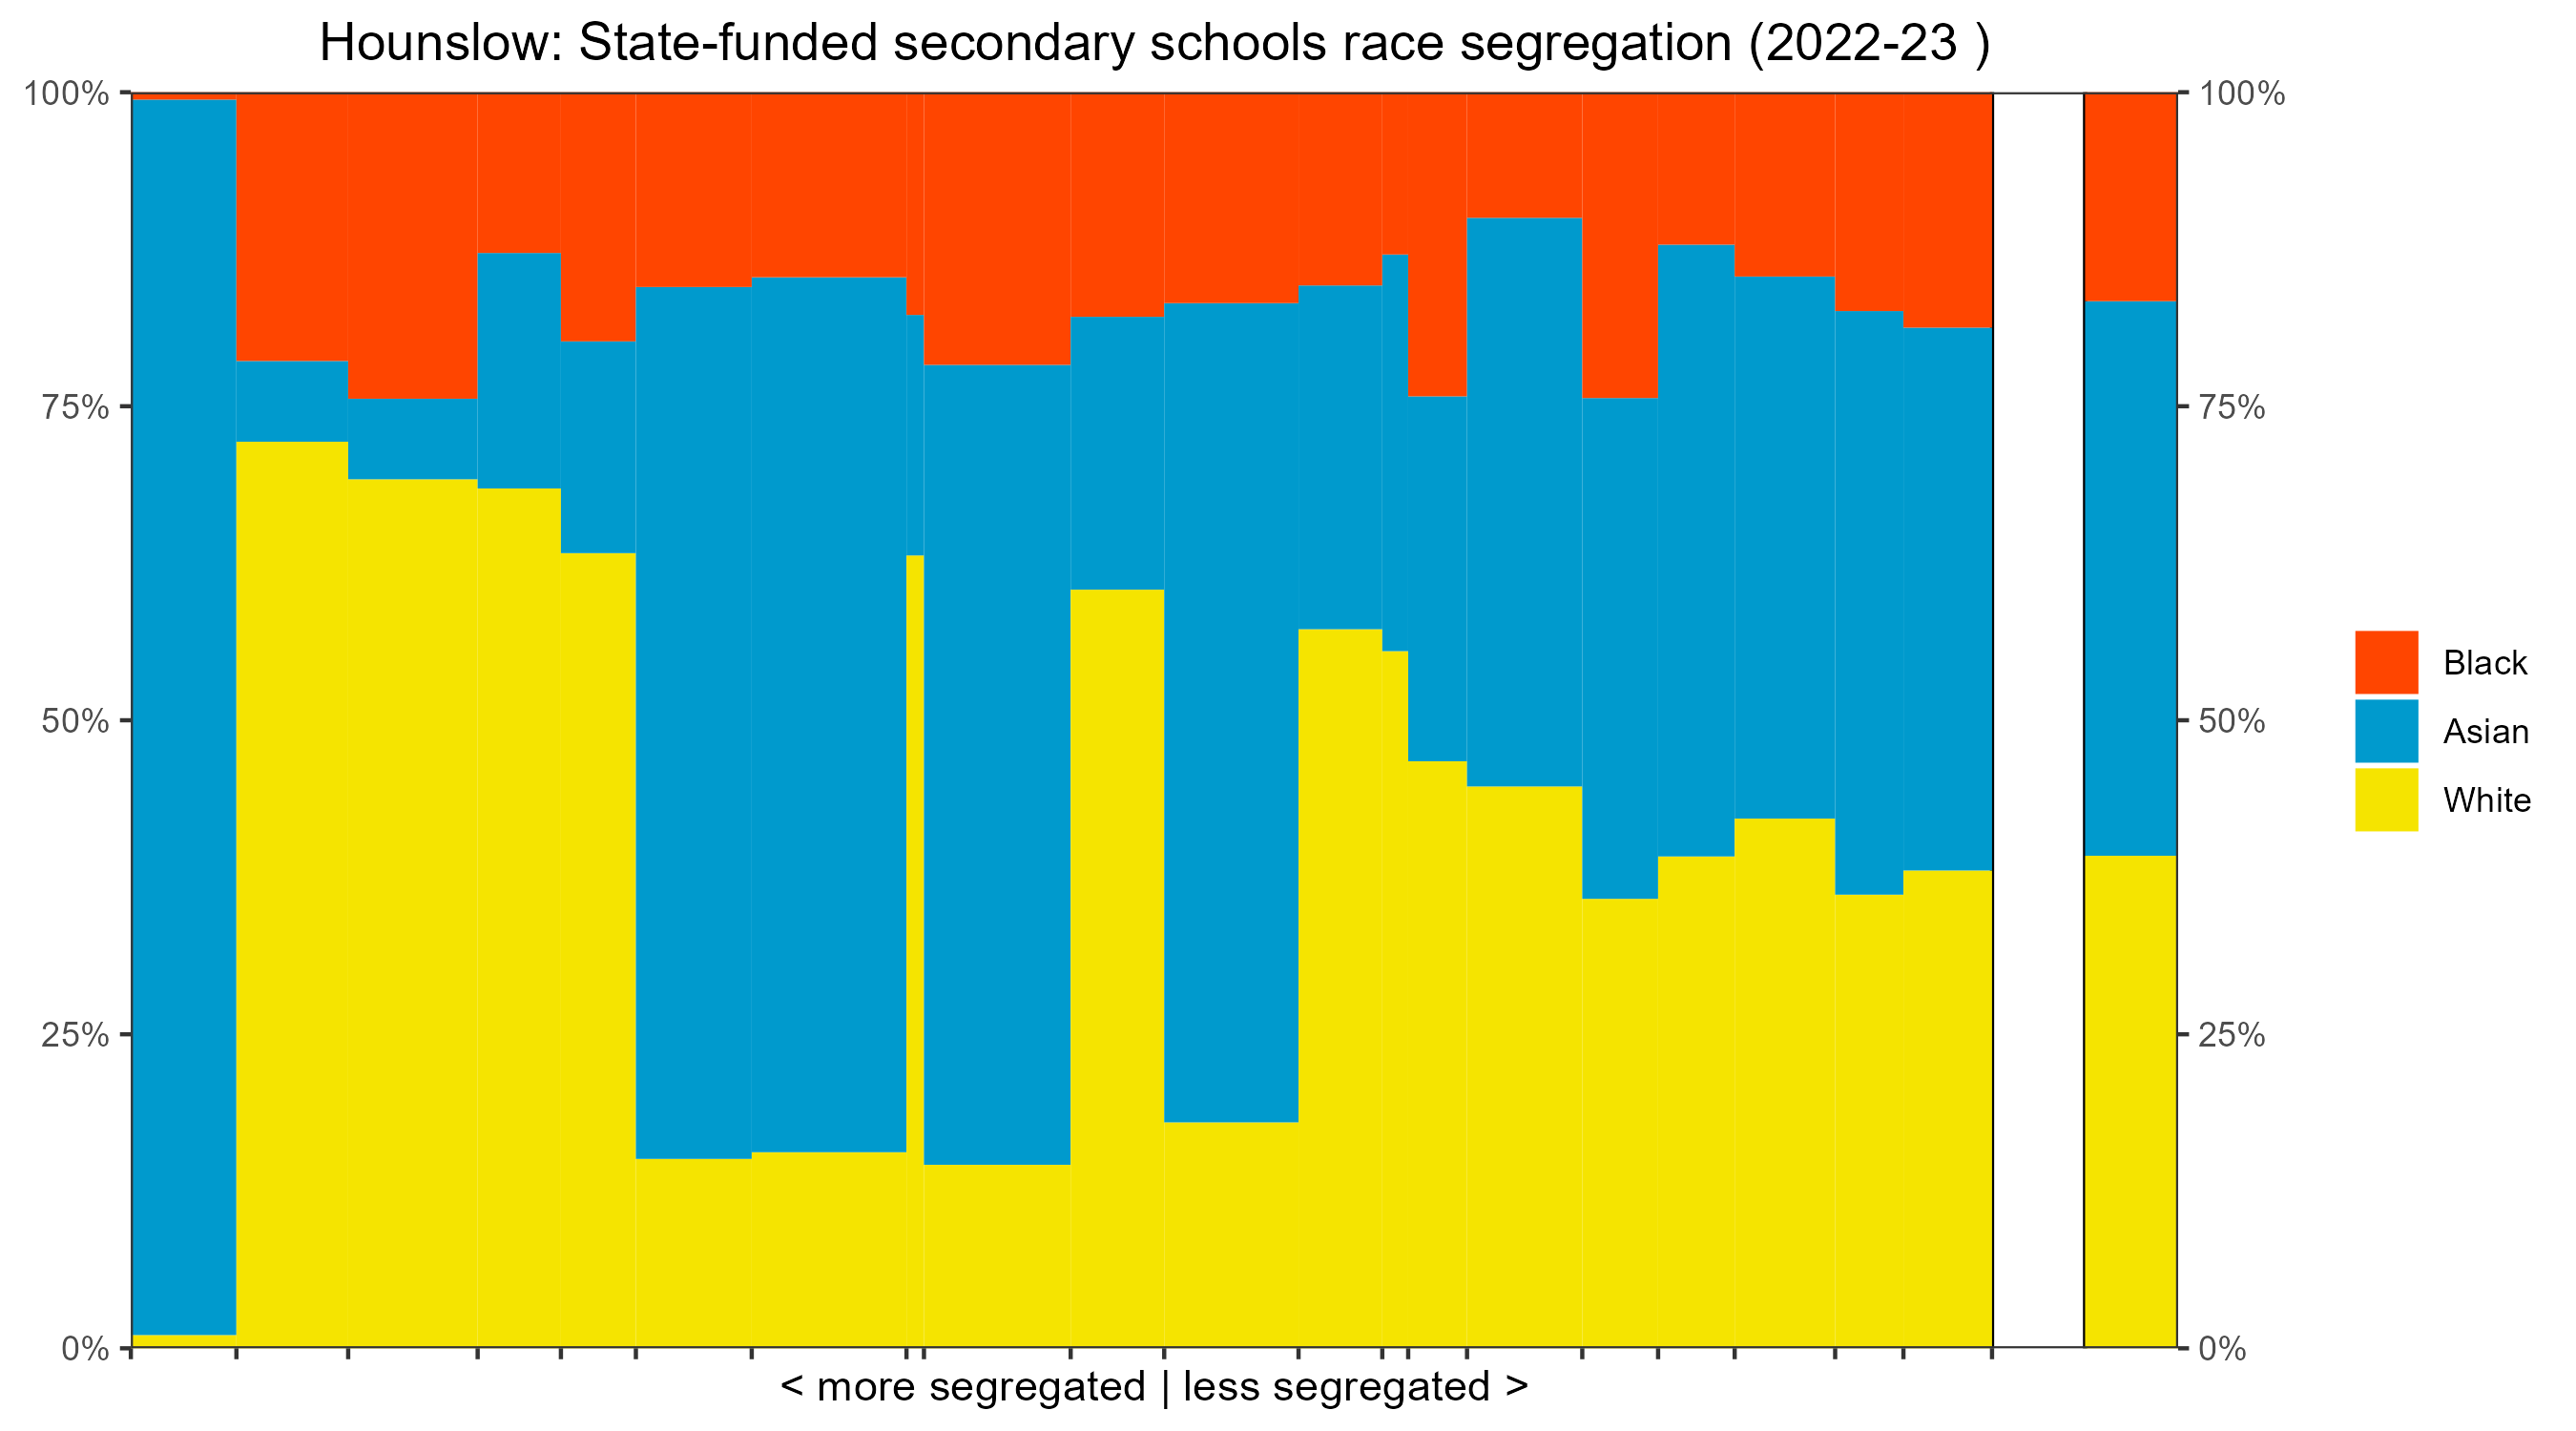 Hounslow: State-funded secondary schools race segregation (2022-23 )
100%
75%
50%
25%
0%
100%
75%
50%
25%
0%
Black
Asian
White
< more segregated | less segregated >